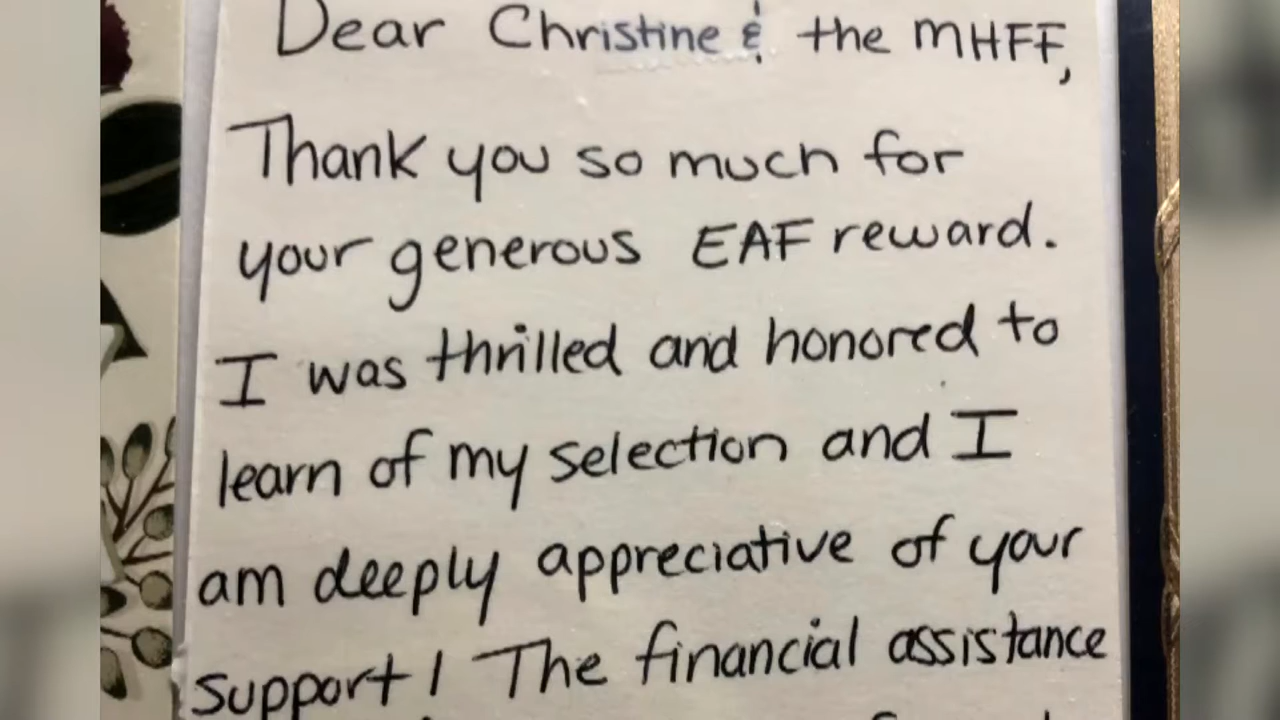 Dear Christine & the MHFF,
Thank you so much for
your generous EAF reward.
I was thrilled and honored to
learn of my selection and I
am deeply appreciative of your
support! The financial assistance